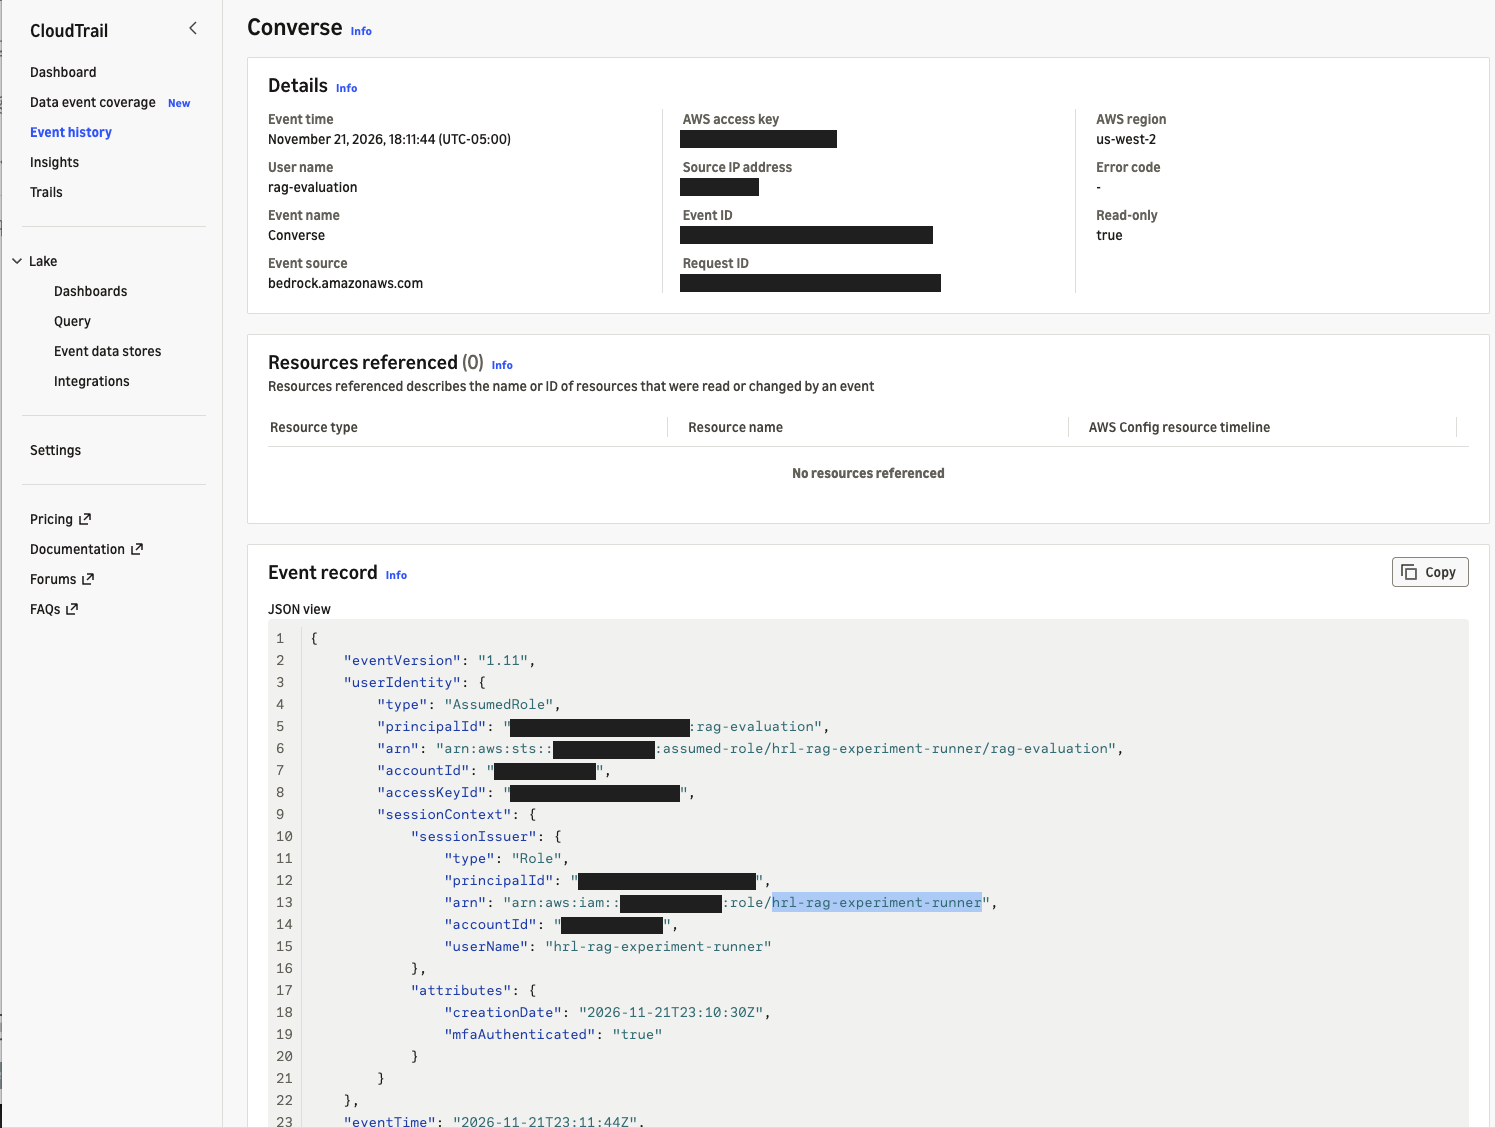 CloudTrail
Dashboard
Data event coverage New
Event history
Insights
Trails
Lake
Dashboards
Query
Event data stores
Integrations
Settings
Pricing
Documentation
Forums
FAQs
Converse Info
Details Info
Event time
November 21, 2026, 18:11:44 (UTC-05:00)
User name
rag-evaluation
Event name
Converse
Event source
bedrock.amazonaws.com
AWS access key
Source IP address
Event ID
Request ID
AWS region
us-west-2
Error code
-
Read-only
true
Resources referenced (0) Info
Resources referenced describes the name or ID of resources that were read or changed by an event
Resource type Resource name AWS Config resource timeline
No resources referenced
Event record Info
Copy
JSON view
1 {
2 "eventVersion": "1.11",
3 "userIdentity": {
4 "type": "AssumedRole",
5 "principalId": " :rag-evaluation",
6 "arn": "arn:aws:sts:: :assumed-role/hrl-rag-experiment-runner/rag-evaluation",
7 "accountId": " ",
8 "accessKeyId": " ",
9 "sessionContext": {
10 "sessionIssuer": {
11 "type": "Role",
12 "principalId": " ",
13 "arn": "arn:aws:iam:: :role/hrl-rag-experiment-runner",
14 "accountId": " ",
15 "userName": "hrl-rag-experiment-runner"
16 },
17 "attributes": {
18 "creationDate": "2026-11-21T23:10:30Z",
19 "mfaAuthenticated": "true"
20 }
21 }
22 },
23 "eventTime": "2026-11-21T23:11:44Z",